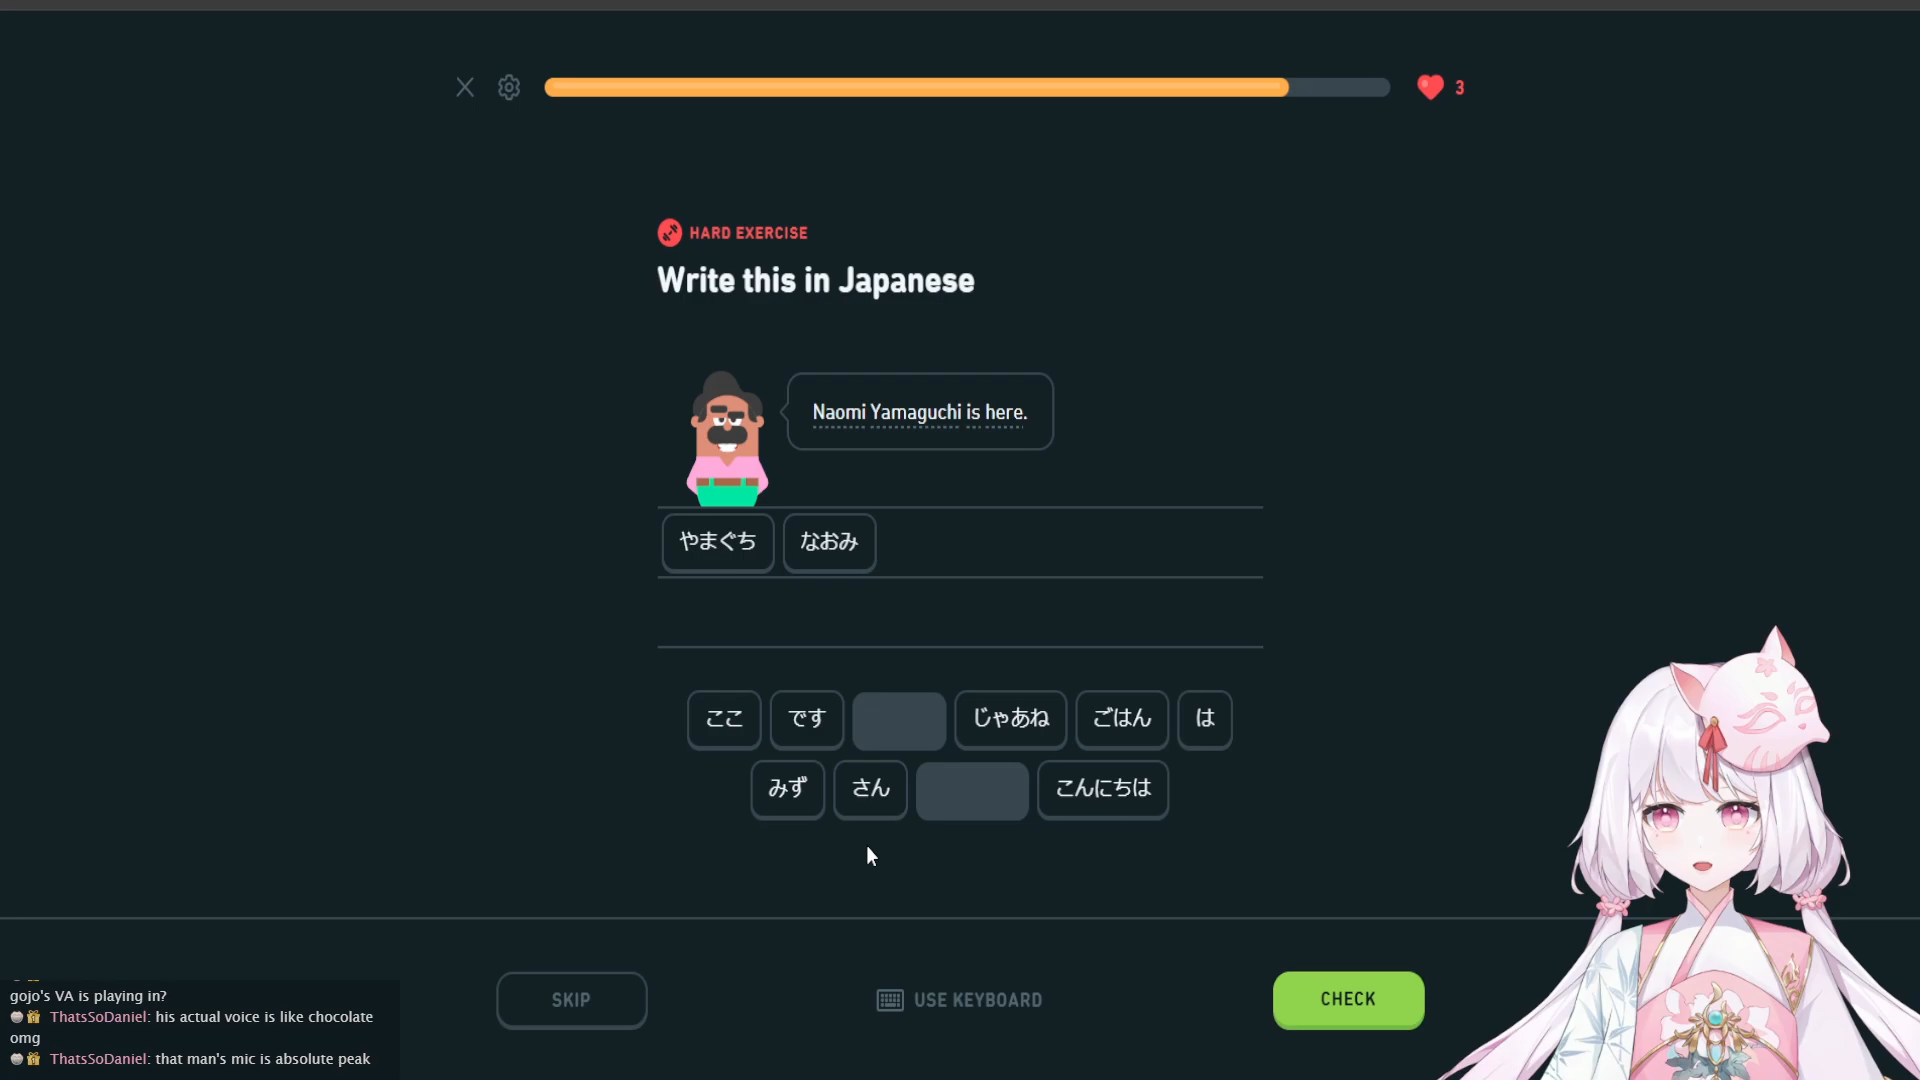 3
HARD EXERCISE
Write this in Japanese
Naomi Yamaguchi is here.
やまぐち なおみ
ここ です じゃあね ごはん は
みず さん こんにちは
SKIP
USE KEYBOARD
CHECK
gojo's VA is playing in?
ThatsSoDaniel: his actual voice is like chocolate
omg
ThatsSoDaniel: that man's mic is absolute peak